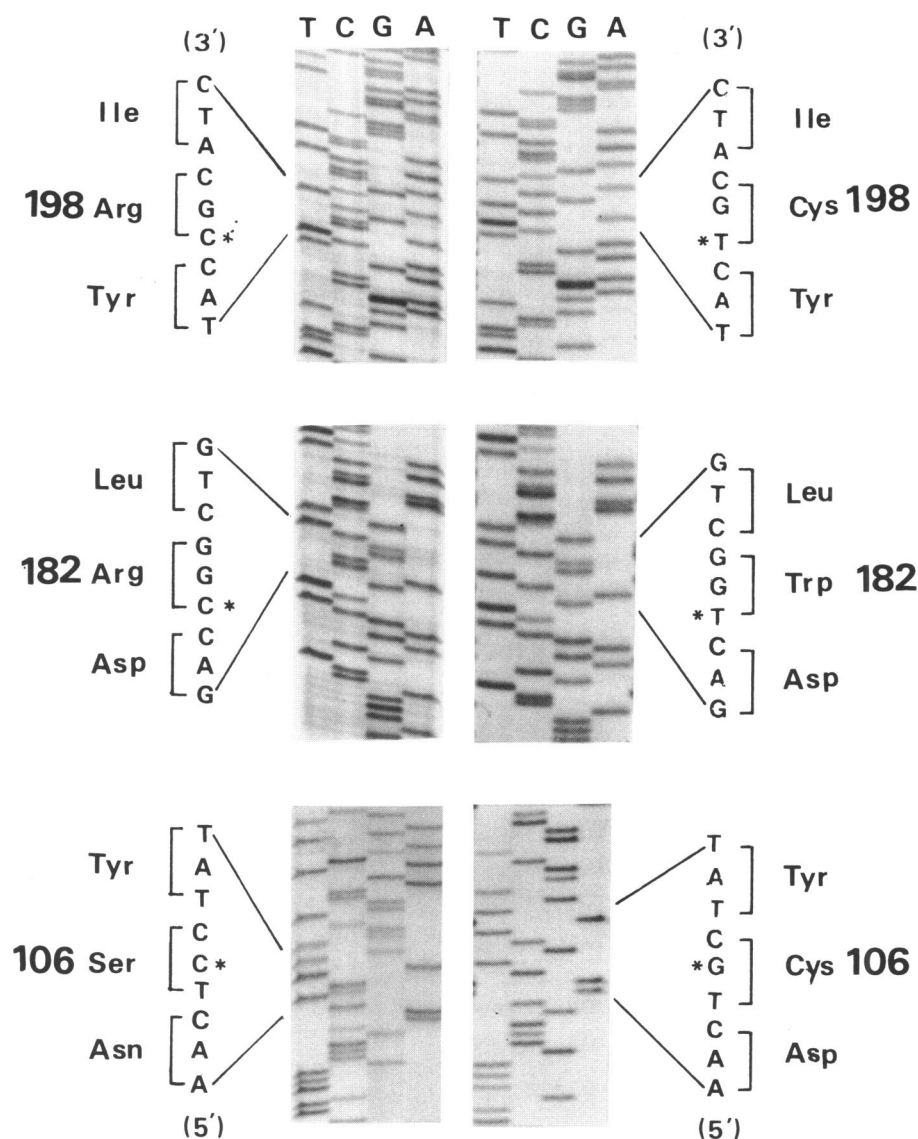 T C G A T C G A
(3') (3')
C C
Ile T T Ile
A A
C C
198 Arg G G Cys 198
C* *T
C C
Tyr A A Tyr
T T
G G
Leu T T Leu
C C
G G
182 Arg G G Trp 182
C* *T
C C
Asp A A Asp
G G
T T
Tyr A A Tyr
T T
C C
106 Ser C* *G Cys 106
T T
C C
Asn A A Asp
A A
(5') (5')